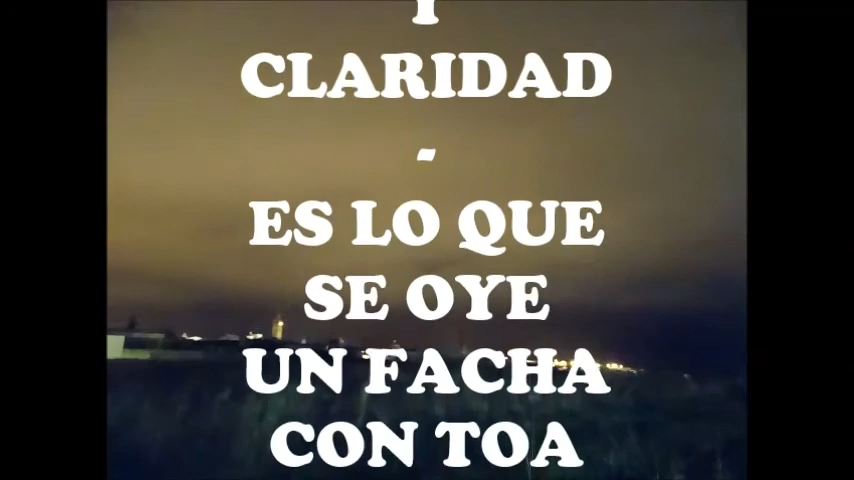 Y
CLARIDAD
-
ES LO QUE
SE OYE
UN FACHA
CON TOA